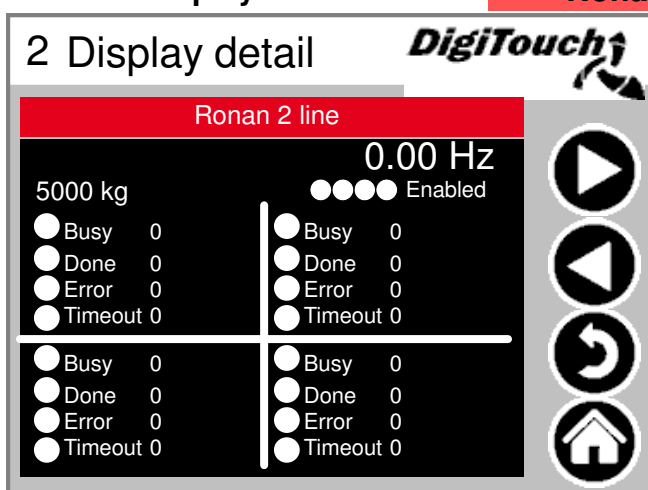 2 Display detail
DigiTouch
Ronan 2 line
0.00 Hz
5000 kg
Enabled
Busy 0
Done 0
Error 0
Timeout 0
Busy 0
Done 0
Error 0
Timeout 0
Busy 0
Done 0
Error 0
Timeout 0
Busy 0
Done 0
Error 0
Timeout 0